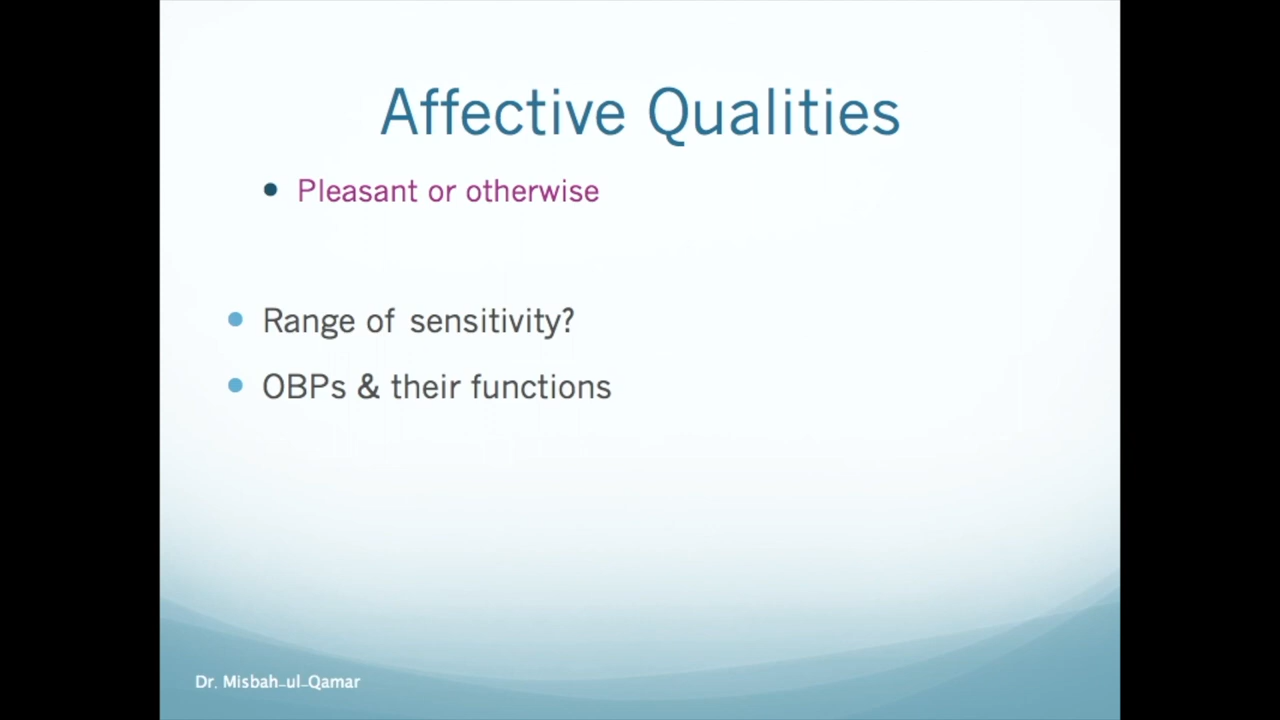 Affective Qualities
Pleasant or otherwise
Range of sensitivity?
OBPs & their functions
Dr. Misbah-ul-Qamar